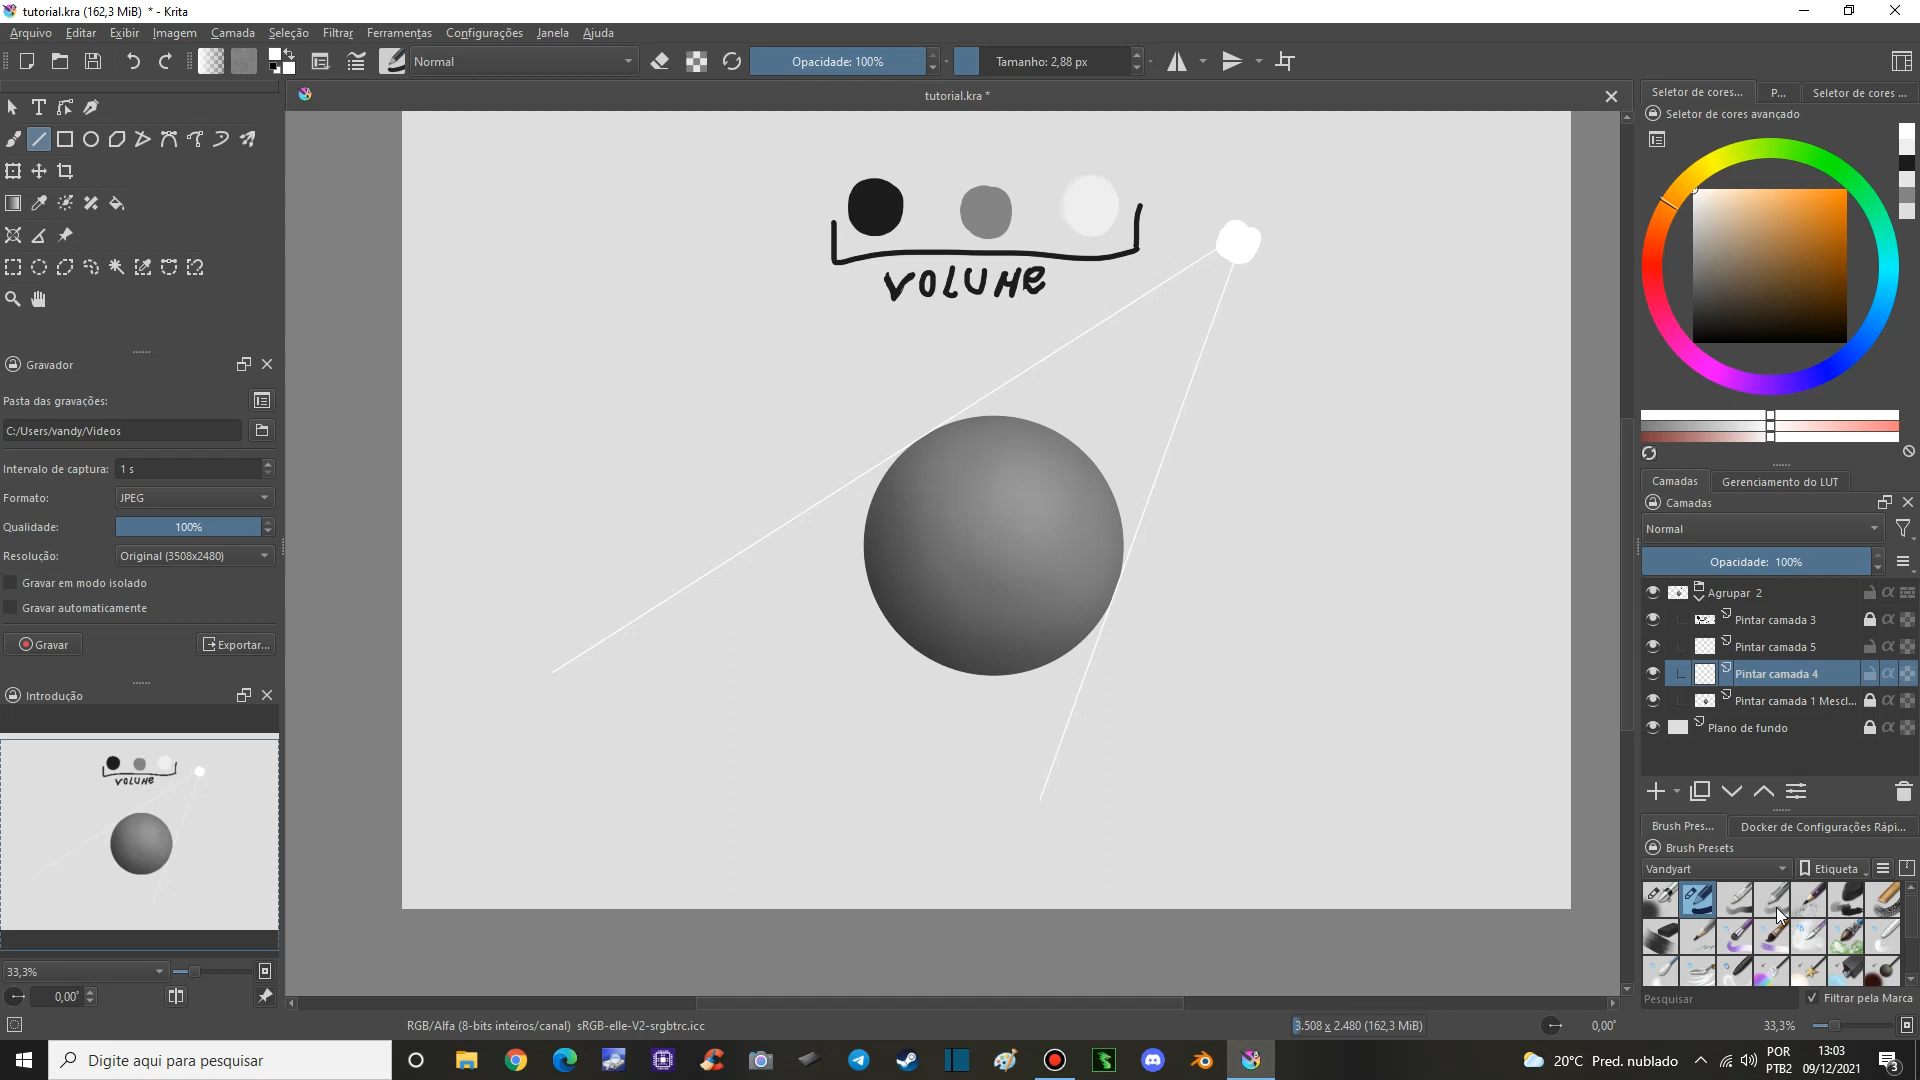 tutorial.kra (162,3 MiB) * - Krita
Arquivo Editar Exibir Imagem Camada Seleção Filtrar Ferramentas Configurações Janela Ajuda
Normal
Opacidade: 100%
Tamanho: 2,88 px
tutorial.kra *
VOLUME
Gravador
Pasta das gravações:
C:/Users/vandy/Videos
Intervalo de captura: 1 s
Formato: JPEG
Qualidade: 100%
Resolução: Original (3508x2480)
Gravar em modo isolado
Gravar automaticamente
Gravar Exportar...
Introdução
VOLUME
33,3%
0,00°
Seletor de cores... P... Seletor de cores ...
Seletor de cores avançado
Camadas Gerenciamento do LUT
Camadas
Normal
Opacidade: 100%
Agrupar 2
Pintar camada 3
Pintar camada 5
Pintar camada 4
Pintar camada 1 Mescl...
Plano de fundo
Brush Pres... Docker de Configurações Rápi...
Brush Presets
Vandyart Etiqueta
Pesquisar Filtrar pela Marca
RGB/Alfa (8-bits inteiros/canal) sRGB-elle-V2-srgbtrc.icc
3.508 x 2.480 (162,3 MiB)
0,00°
33,3%
Digite aqui para pesquisar
20°C Pred. nublado
POR
PTB2
13:03
09/12/2021
3